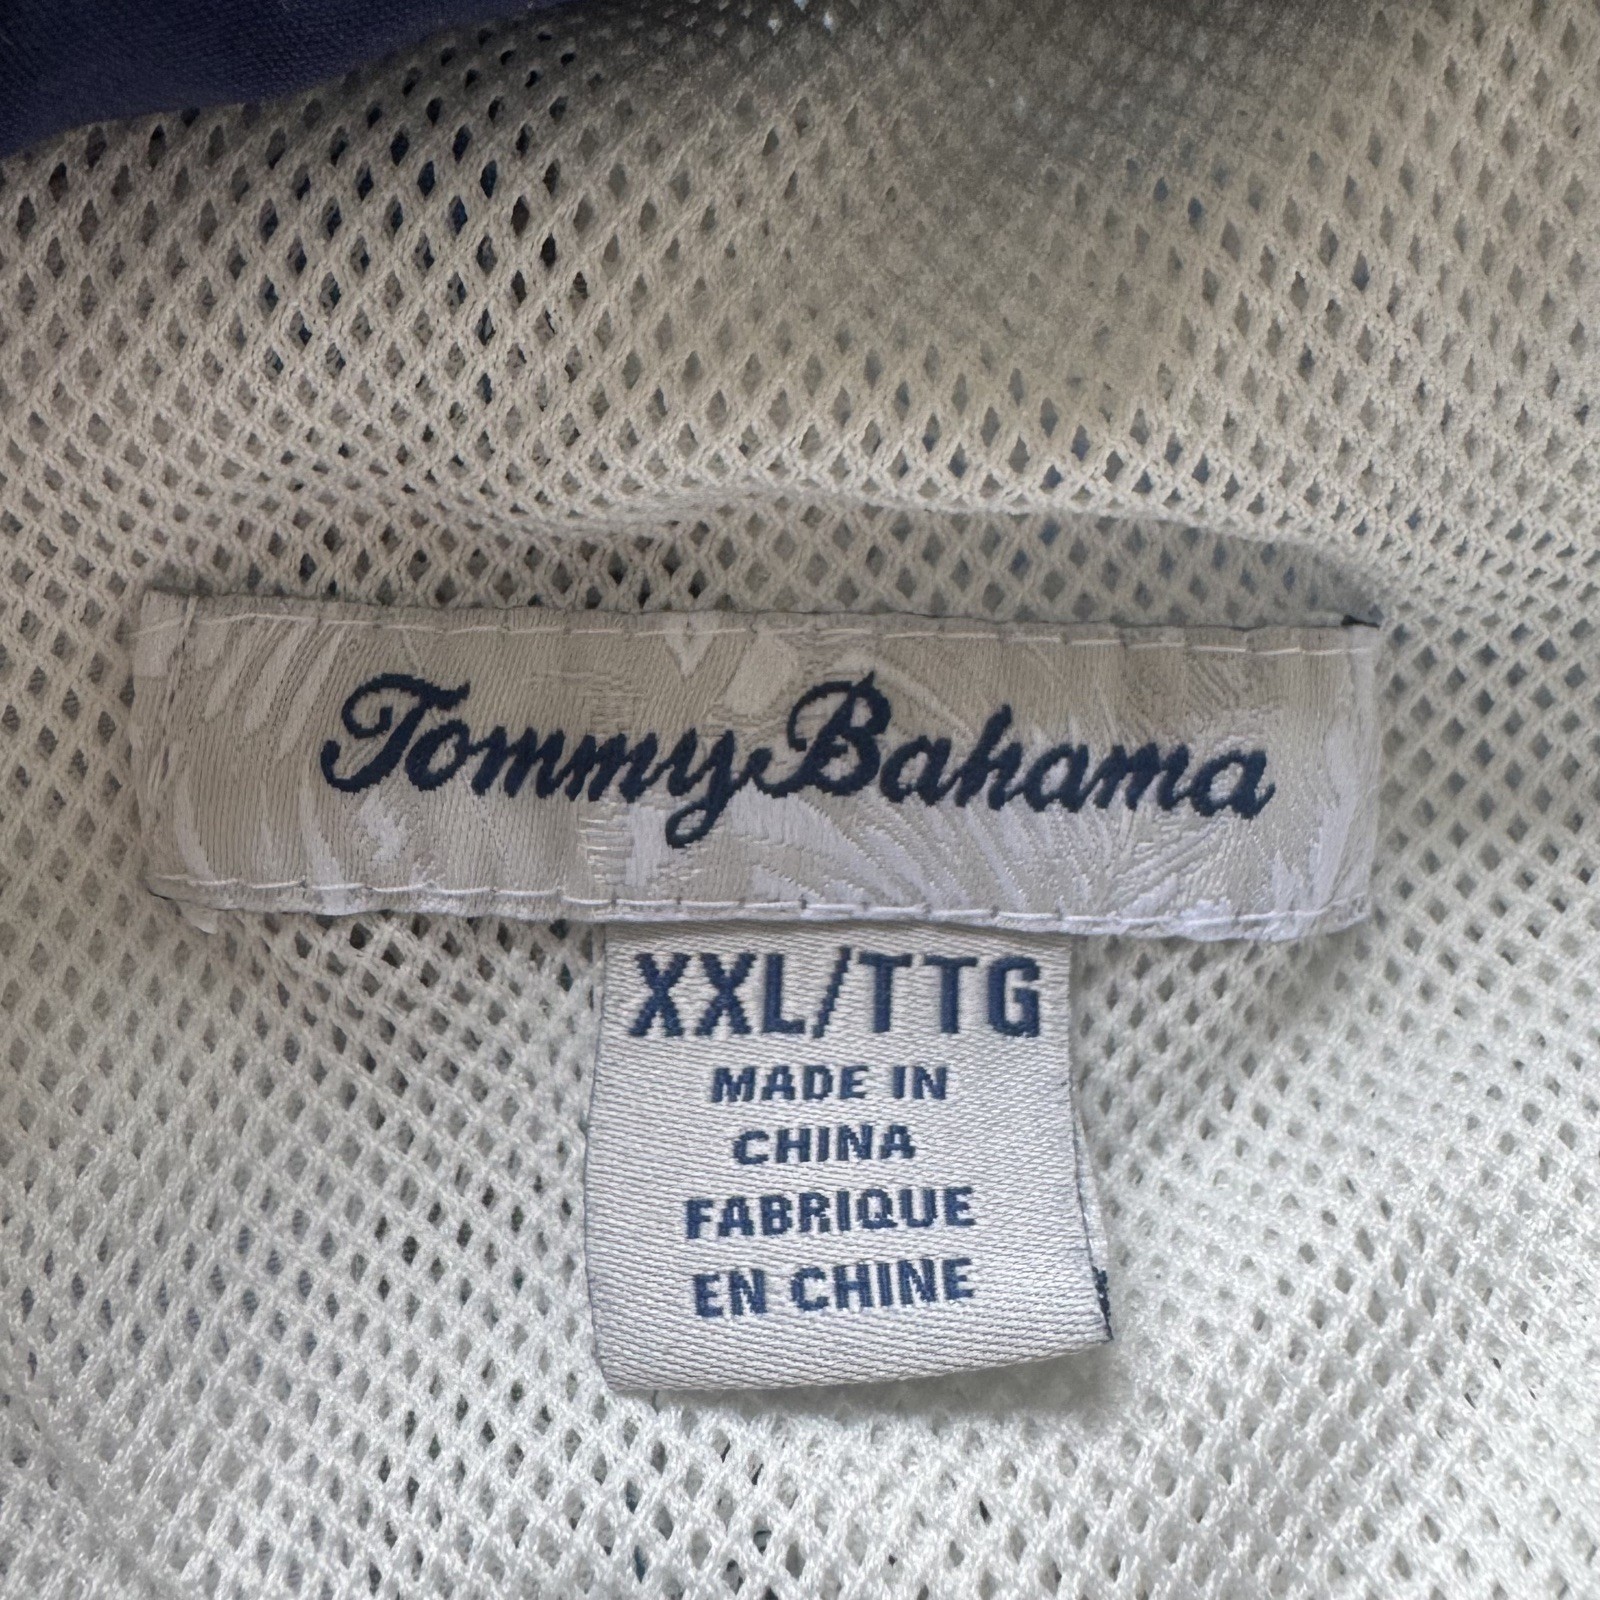 Tommy Bahama
XXL/TTG
MADE IN
CHINA
FABRIQUE
EN CHINE